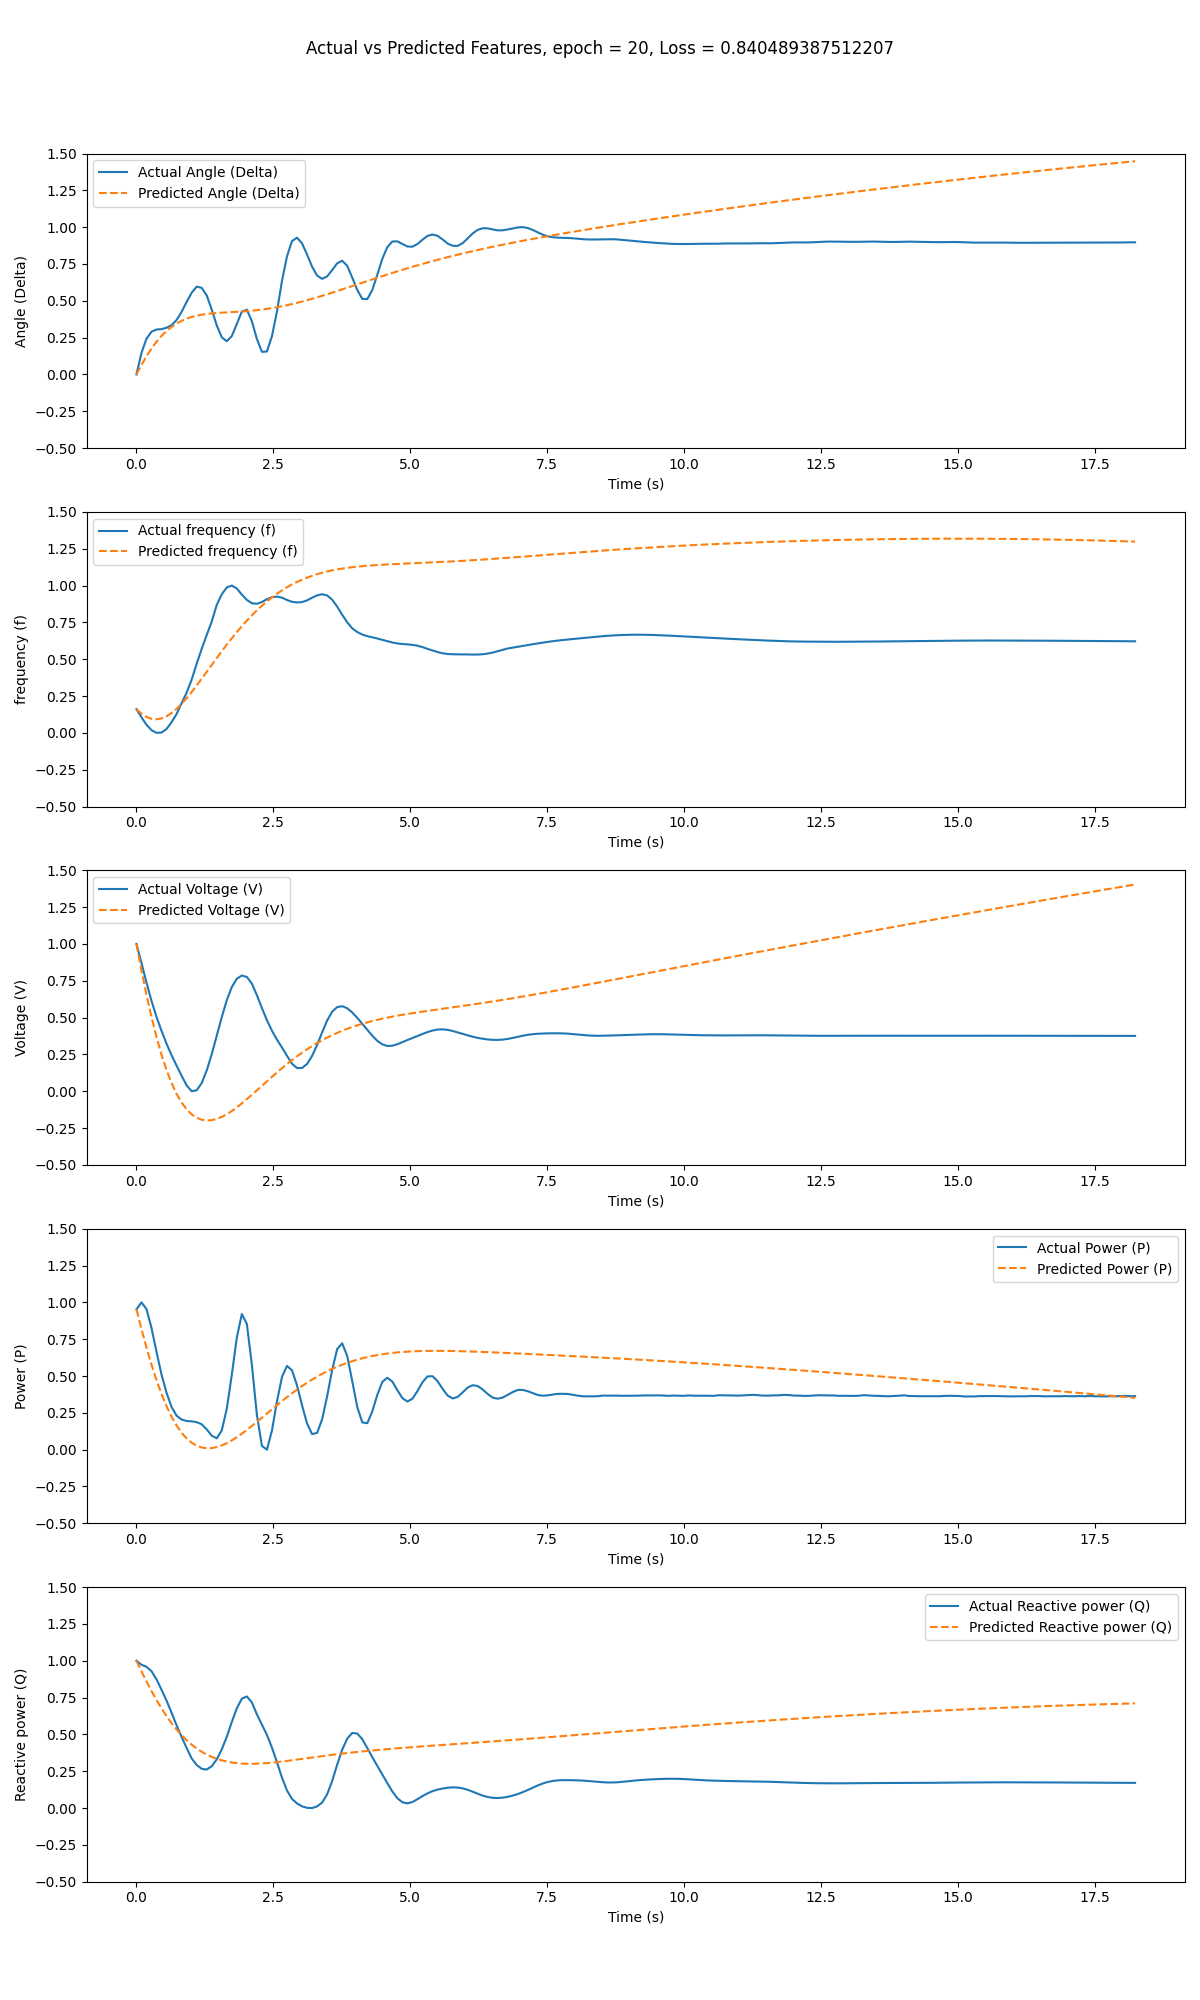 Actual vs Predicted Features, epoch = 20, Loss = 0.840489387512207
1.50
1.25
1.00
0.75
0.50
0.25
0.00
−0.25
−0.50
Angle (Delta)
Actual Angle (Delta)
Predicted Angle (Delta)
0.0 2.5 5.0 7.5 10.0 12.5 15.0 17.5
Time (s)
1.50
1.25
1.00
0.75
0.50
0.25
0.00
−0.25
−0.50
frequency (f)
Actual frequency (f)
Predicted frequency (f)
0.0 2.5 5.0 7.5 10.0 12.5 15.0 17.5
Time (s)
1.50
1.25
1.00
0.75
0.50
0.25
0.00
−0.25
−0.50
Voltage (V)
Actual Voltage (V)
Predicted Voltage (V)
0.0 2.5 5.0 7.5 10.0 12.5 15.0 17.5
Time (s)
1.50
1.25
1.00
0.75
0.50
0.25
0.00
−0.25
−0.50
Power (P)
Actual Power (P)
Predicted Power (P)
0.0 2.5 5.0 7.5 10.0 12.5 15.0 17.5
Time (s)
1.50
1.25
1.00
0.75
0.50
0.25
0.00
−0.25
−0.50
Reactive power (Q)
Actual Reactive power (Q)
Predicted Reactive power (Q)
0.0 2.5 5.0 7.5 10.0 12.5 15.0 17.5
Time (s)